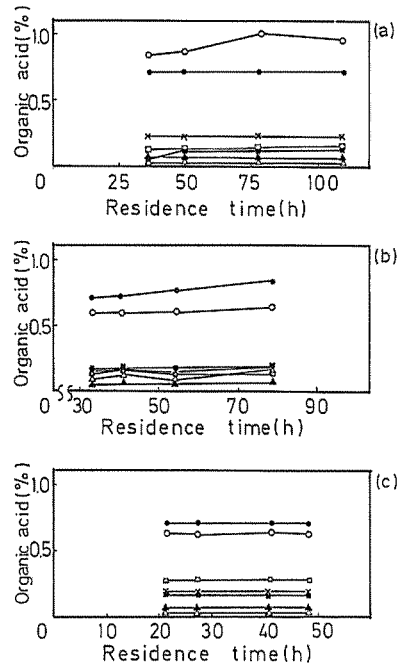 (a)
1.0
0.5
0 25 50 75 100
Organic acid(%)
Residence time(h)
(b)
1.0
0.5
0 30 50 70 90
Organic acid(%)
Residence time(h)
(c)
1.0
0.5
0 10 20 30 40 50
Organic acid(%)
Residence time(h)